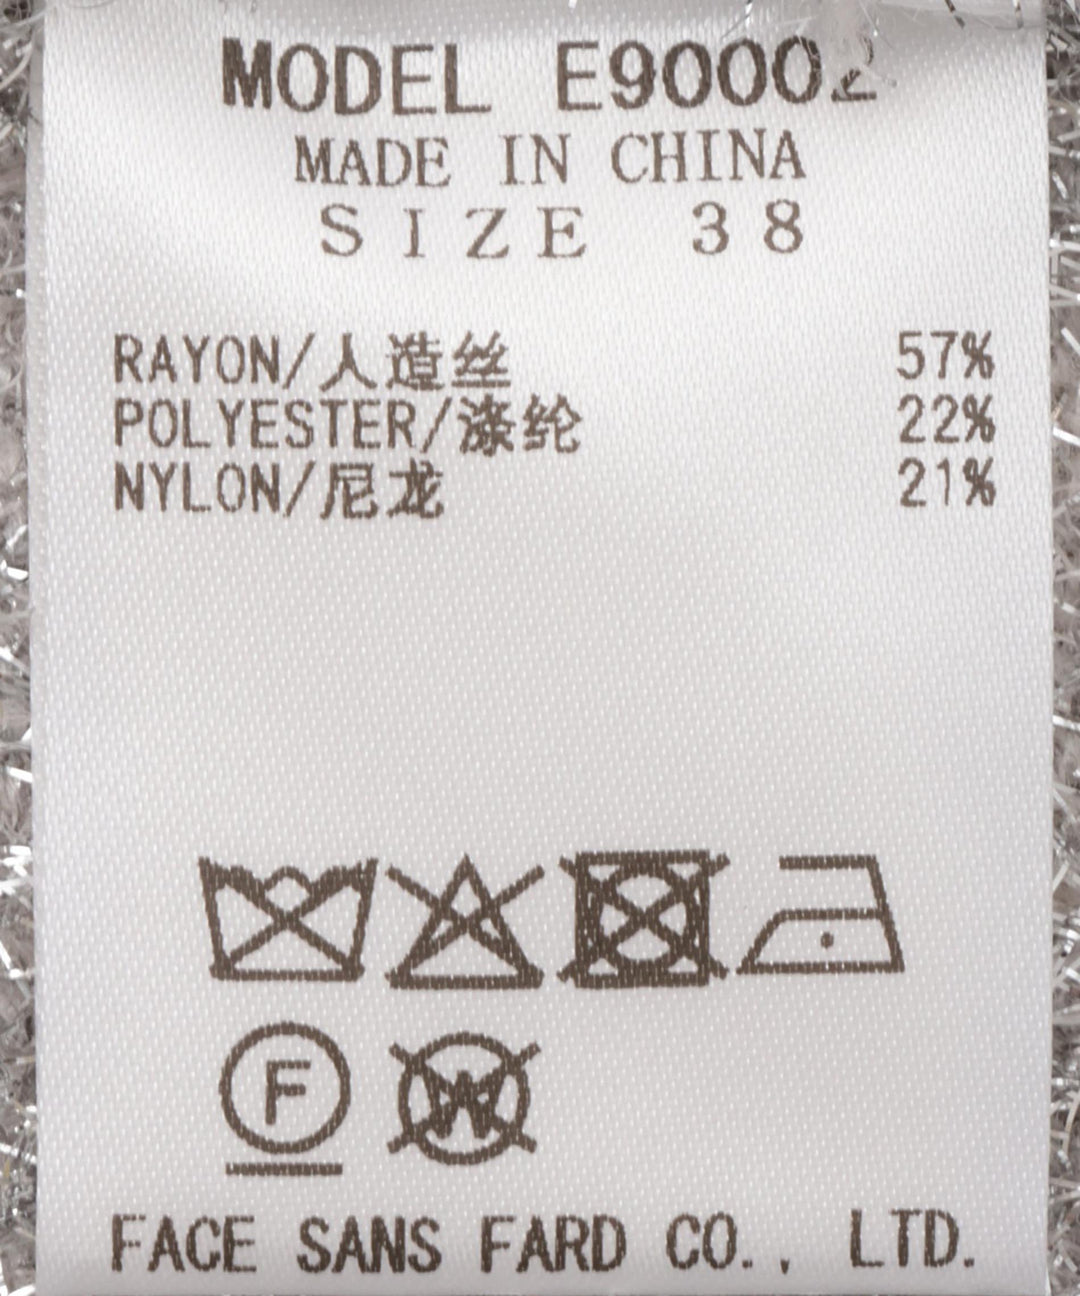 MODEL E90002
MADE IN CHINA
SIZE 38
RAYON/人造丝 57%
POLYESTER/涤纶 22%
NYLON/尼龙 21%
F W
FACE SANS FARD CO., LTD.